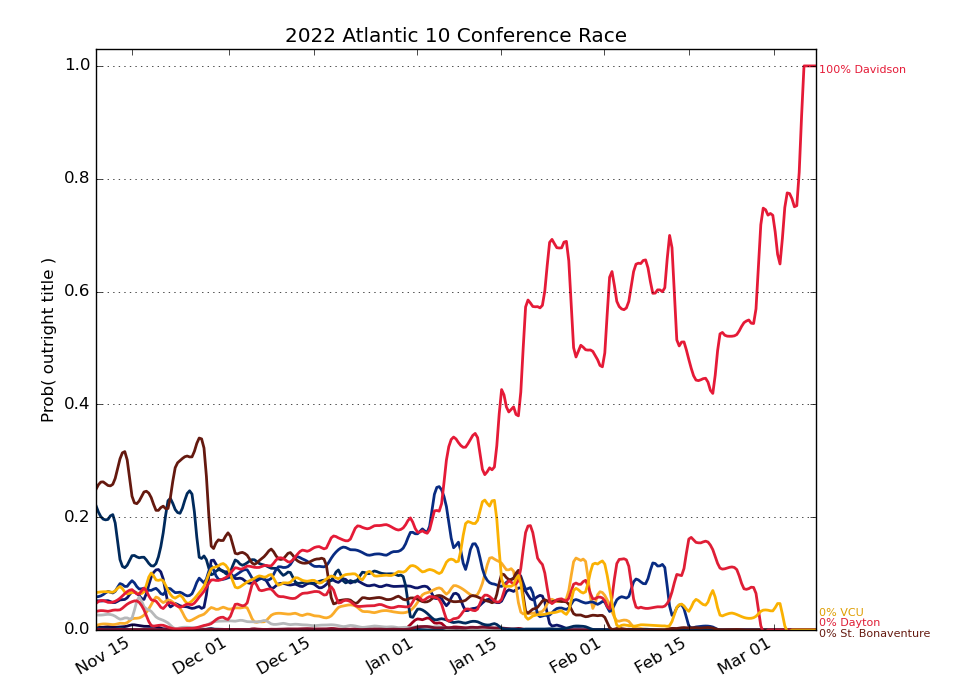 2022 Atlantic 10 Conference Race
Prob( outright title )
1.0
0.8
0.6
0.4
0.2
0.0
100% Davidson
0% VCU
0% Dayton
0% St. Bonaventure
Nov 15
Dec 01
Dec 15
Jan 01
Jan 15
Feb 01
Feb 15
Mar 01